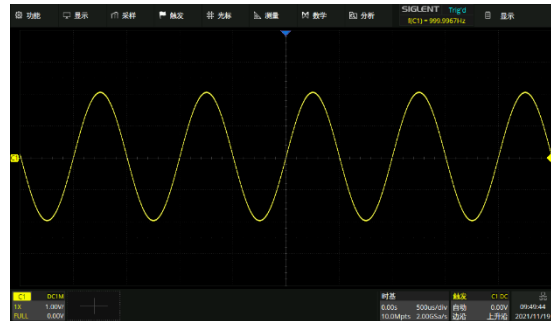 功能 显示 采样 触发 光标 测量 数学 分析 SIGLENT Trig'd 显示
f(C1) = 999.9967Hz
C1
C1 DC1M
1X 1.00V/
FULL 0.00V
时基
0.00s 500us/div
10.0Mpts 2.00GSa/s
触发 C1 DC
自动 0.00V
边沿 上升沿
09:49:44
2021/11/19